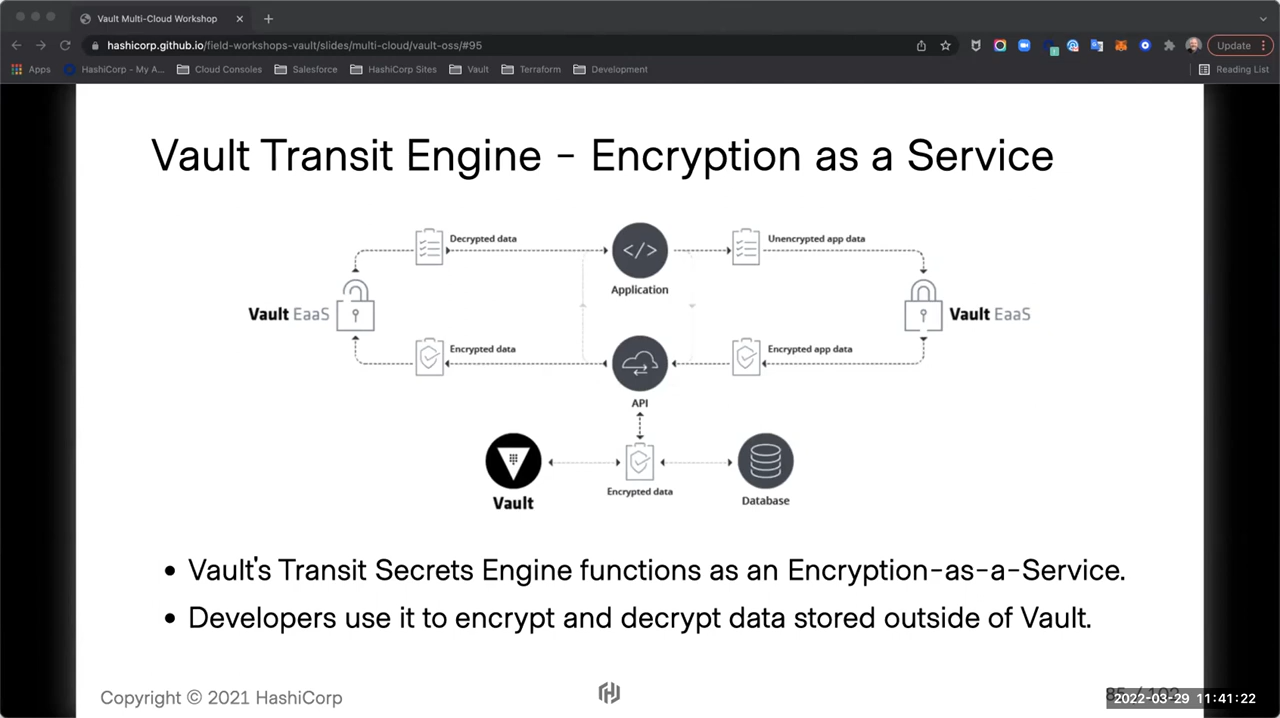 Vault Multi-Cloud Workshop
hashicorp.github.io/field-workshops-vault/slides/multi-cloud/vault-oss/#95
Update
Apps
HashiCorp - My A...
Cloud Consoles
Salesforce
HashiCorp Sites
Vault
Terraform
Development
Reading List
Vault Transit Engine - Encryption as a Service
Decrypted data
Unencrypted app data
Application
Vault EaaS
Vault EaaS
Encrypted data
Encrypted app data
API
Encrypted data
Vault
Database
• Vault's Transit Secrets Engine functions as an Encryption-as-a-Service.
• Developers use it to encrypt and decrypt data stored outside of Vault.
Copyright © 2021 HashiCorp
2022-03-29 11:41:22